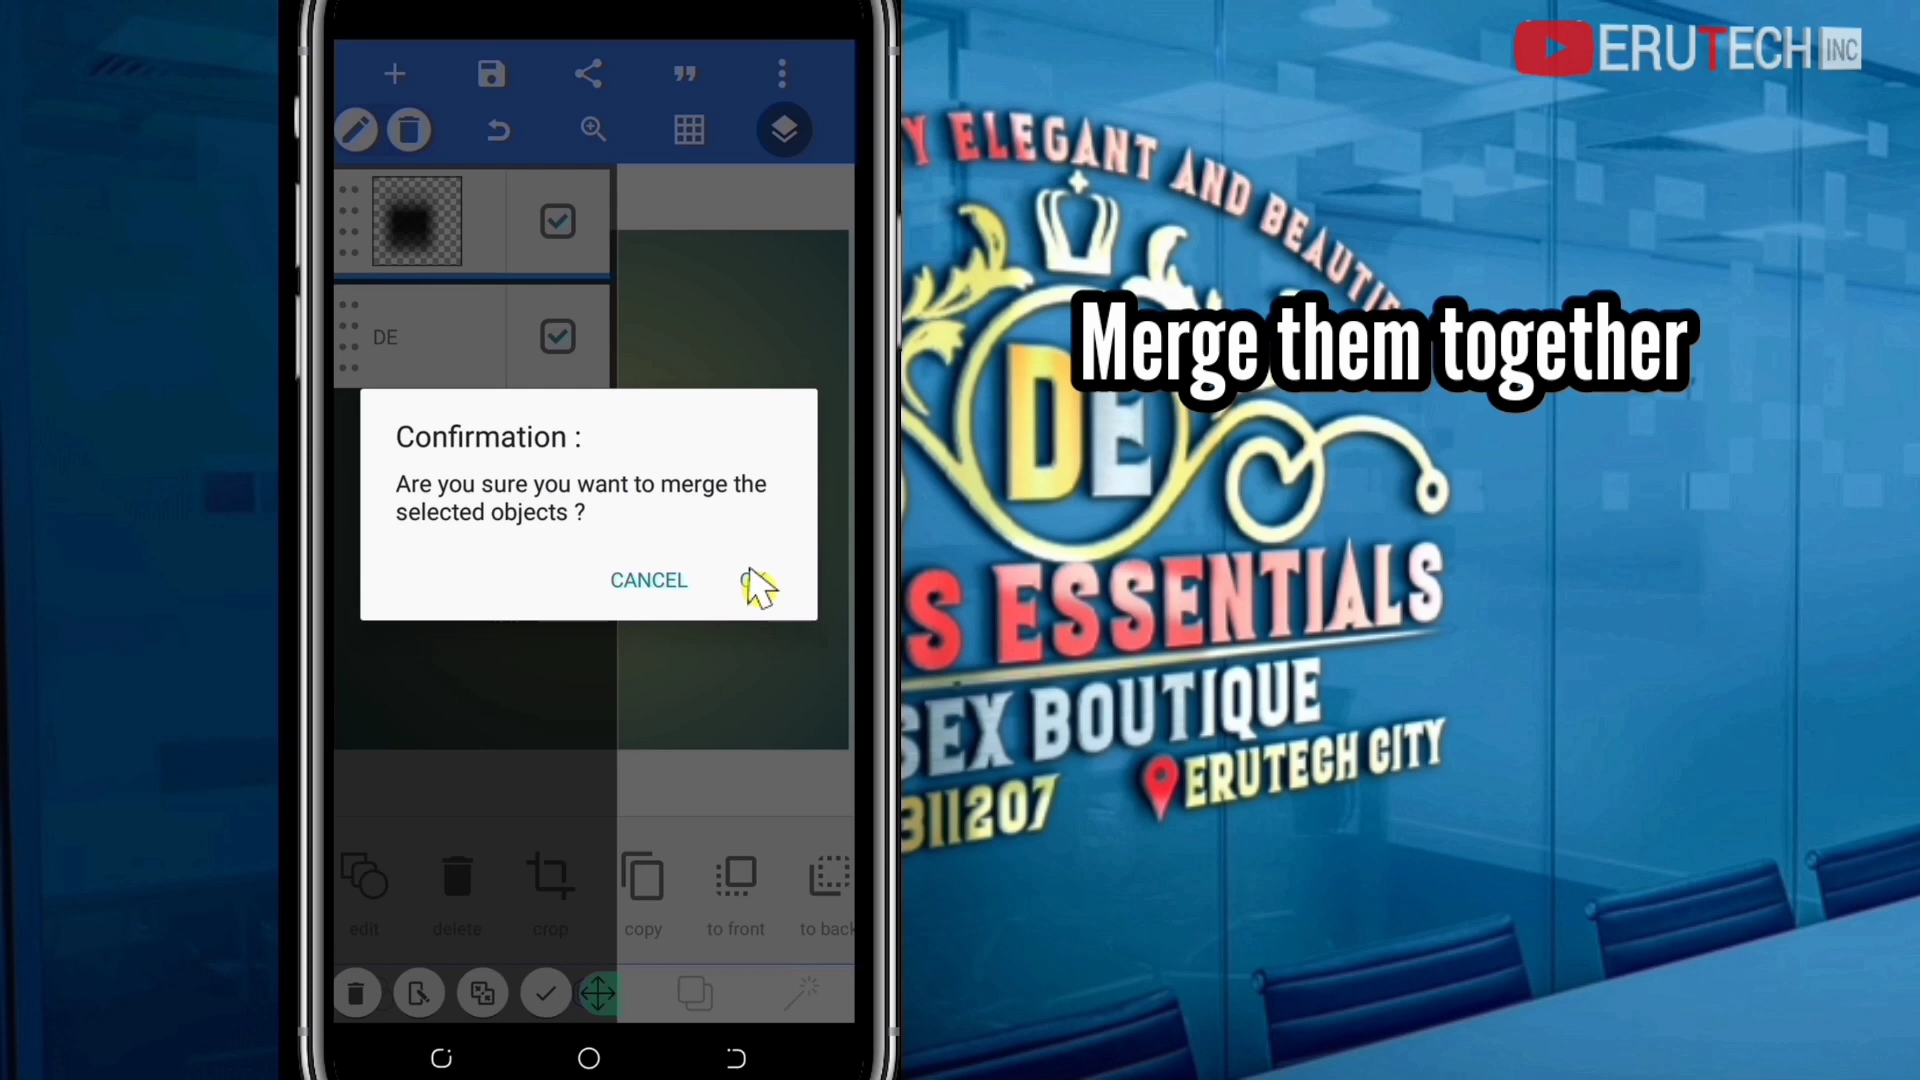 ERUTECH INC
Y ELEGANT AND BEAUTIF
Merge them together
DE
DE
Confirmation :
Are you sure you want to merge the
selected objects ?
CANCEL
S ESSENTIALS
SEX BOUTIQUE
ERUTECH CITY
311207
edit
delete
crop
copy
to front
to back